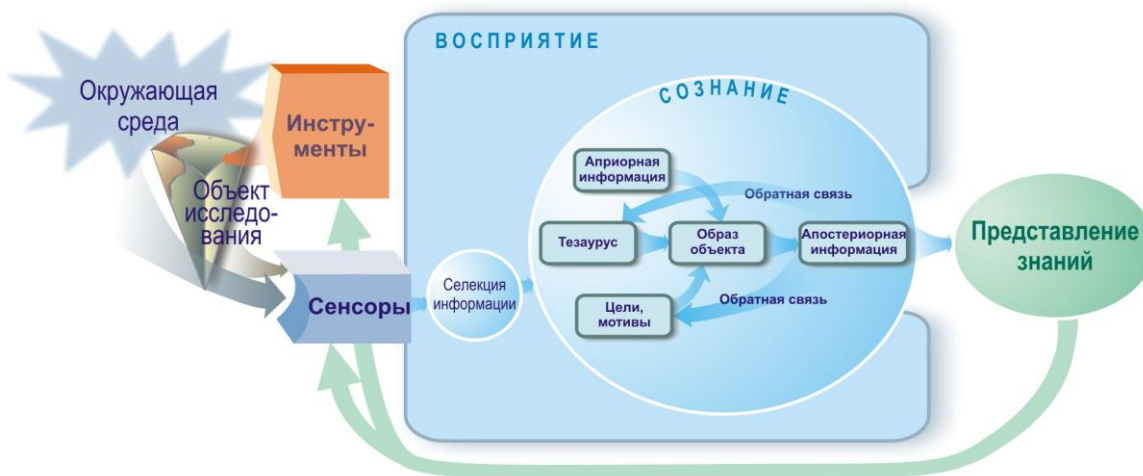 ВОСПРИЯТИЕ
СОЗНАНИЕ
Окружающая
среда
Инстру-
менты
Объект
исследо-
вания
Сенсоры
Селекция
информации
Априорная
информация
Обратная связь
Тезаурус
Образ
объекта
Апостериорная
информация
Цели,
мотивы
Обратная связь
Представление
знаний